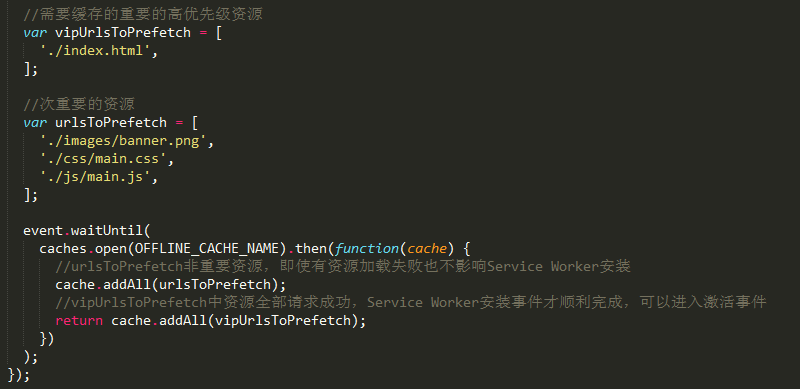 //需要缓存的重要的高优先级资源
var vipUrlsToPrefetch = [
  './index.html',
];

//次重要的资源
var urlsToPrefetch = [
  './images/banner.png',
  './css/main.css',
  './js/main.js',
];

event.waitUntil(
  caches.open(OFFLINE_CACHE_NAME).then(function(cache) {
    //urlsToPrefetch非重要资源，即使有资源加载失败也不影响Service Worker安装
    cache.addAll(urlsToPrefetch);
    //vipUrlsToPrefetch中资源全部请求成功，Service Worker安装事件才顺利完成，可以进入激活事件
    return cache.addAll(vipUrlsToPrefetch);
  })
);
});